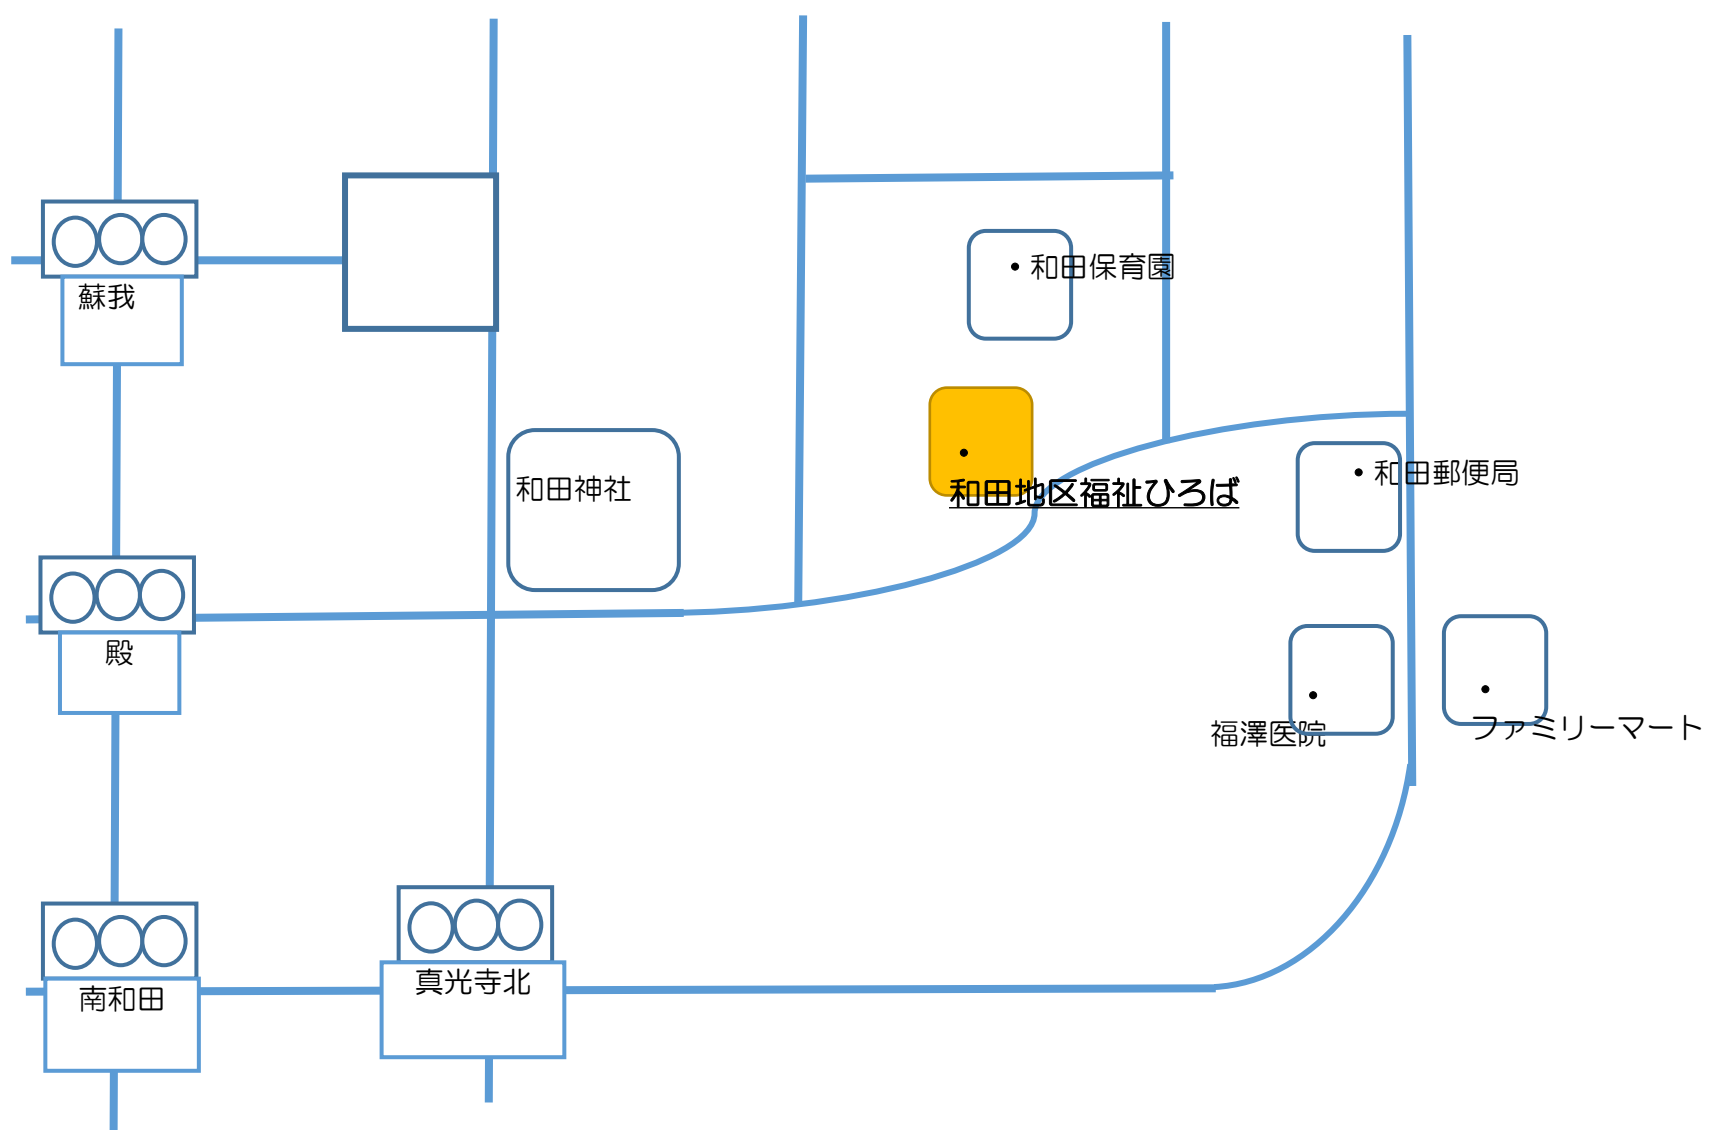 和田保育園
蘇我
和田郵便局
和田神社
和田地区福祉ひろば
殿
ファミリーマート
福澤医院
真光寺北
南和田